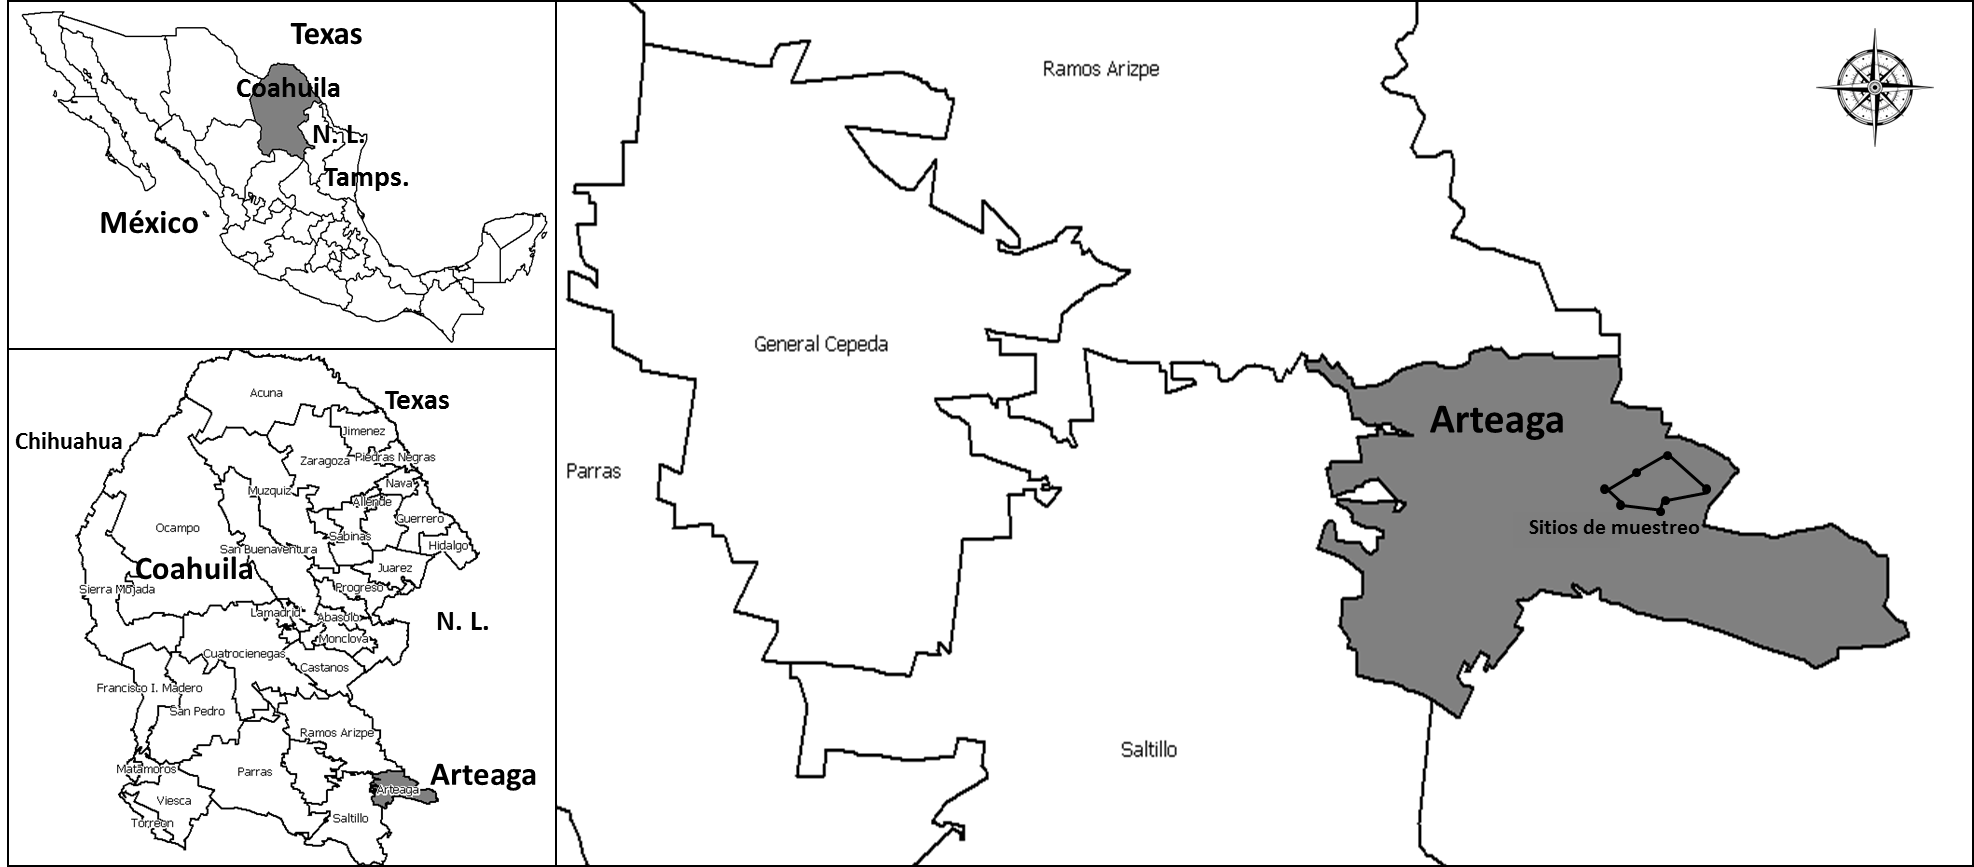 Texas
Coahuila
N. L.
Tamps.
México
Acuna
Texas
Jimenez
Chihuahua
Zaragoza
Piedras Negras
Muzquiz
Nava
Allende
Guerrero
Ocampo
Sabinas
Hidalgo
San Buenaventura
Juarez
Coahuila
Sierra Mojada
Progreso
Lamadrid
Abasolo
N. L.
Monclova
Cuatrocienegas
Castanos
Francisco I. Madero
San Pedro
Ramos Arizpe
Matamoros
Parras
Arteaga
Arteaga
Viesca
Torreon
Saltillo
Ramos Arizpe
General Cepeda
Arteaga
Parras
Sitios de muestreo
Saltillo